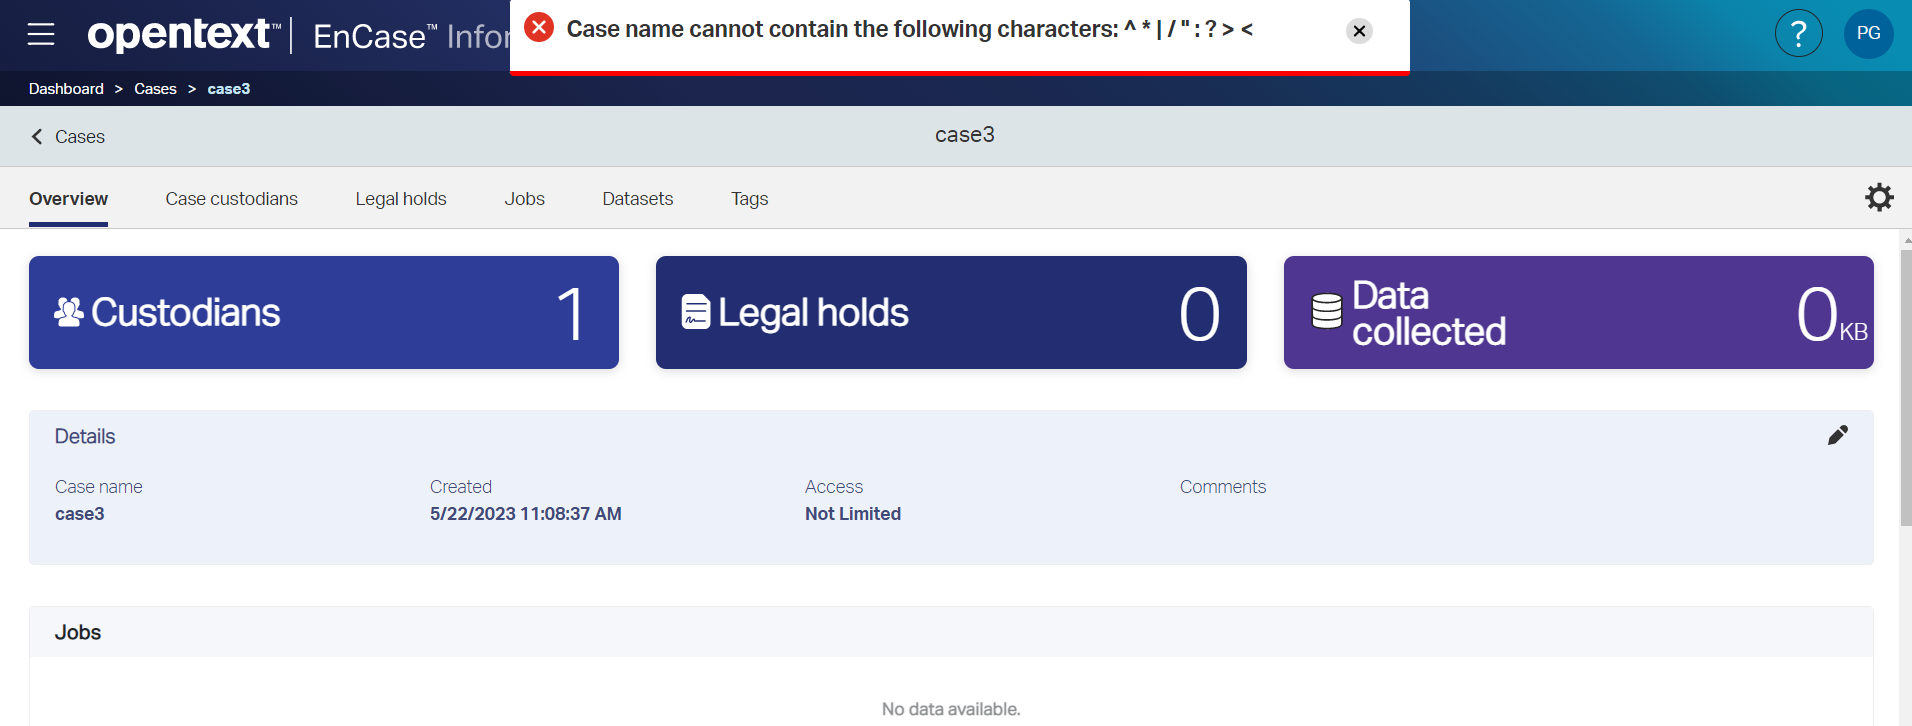 opentext™ | EnCase™ Infor
Case name cannot contain the following characters: ^ * | / " : ? > <
?
PG
Dashboard > Cases > case3
Cases
case3
Overview Case custodians Legal holds Jobs Datasets Tags
Custodians 1
Legal holds 0
Data
collected
0 KB
Details
Case name Created Access Comments
case3 5/22/2023 11:08:37 AM Not Limited
Jobs
No data available.